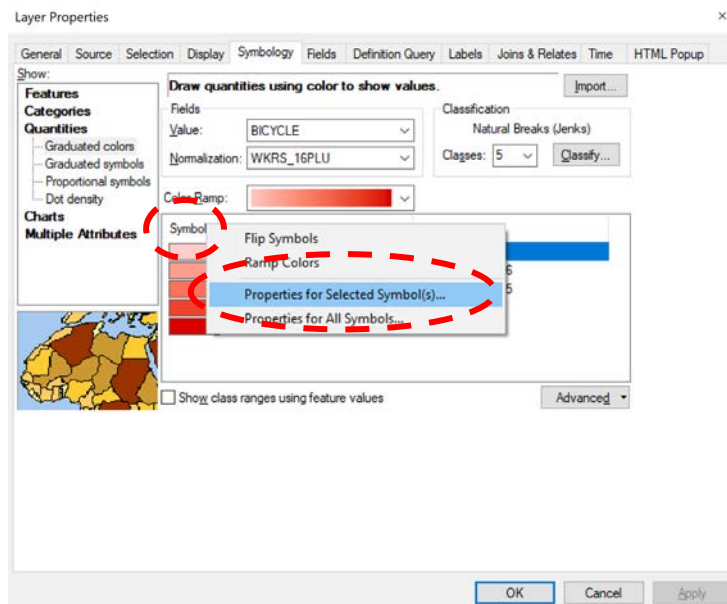 Layer Properties
×
General Source Selection Display Symbology Fields Definition Query Labels Joins & Relates Time HTML Popup
Show:
Features
Categories
Quantities
Graduated colors
Graduated symbols
Proportional symbols
Dot density
Charts
Multiple Attributes
Draw quantities using color to show values.
Import...
Fields
Value: BICYCLE
Normalization: WKRS_16PLU
Classification
Natural Breaks (Jenks)
Classes: 5 Classify...
Color Ramp:
Symbol
Flip Symbols
Ramp Colors
Properties for Selected Symbol(s)...
Properties for All Symbols...
6
5
Show class ranges using feature values
Advanced
OK Cancel Apply